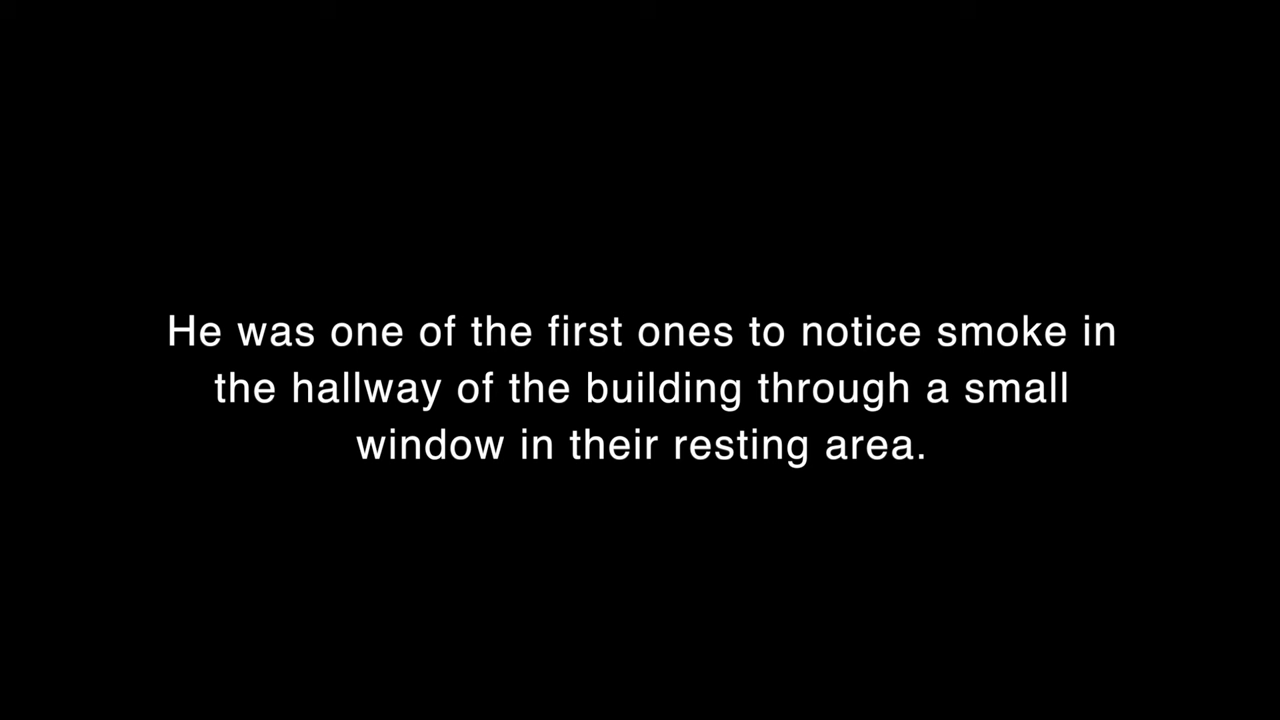 He was one of the first ones to notice smoke in
the hallway of the building through a small
window in their resting area.